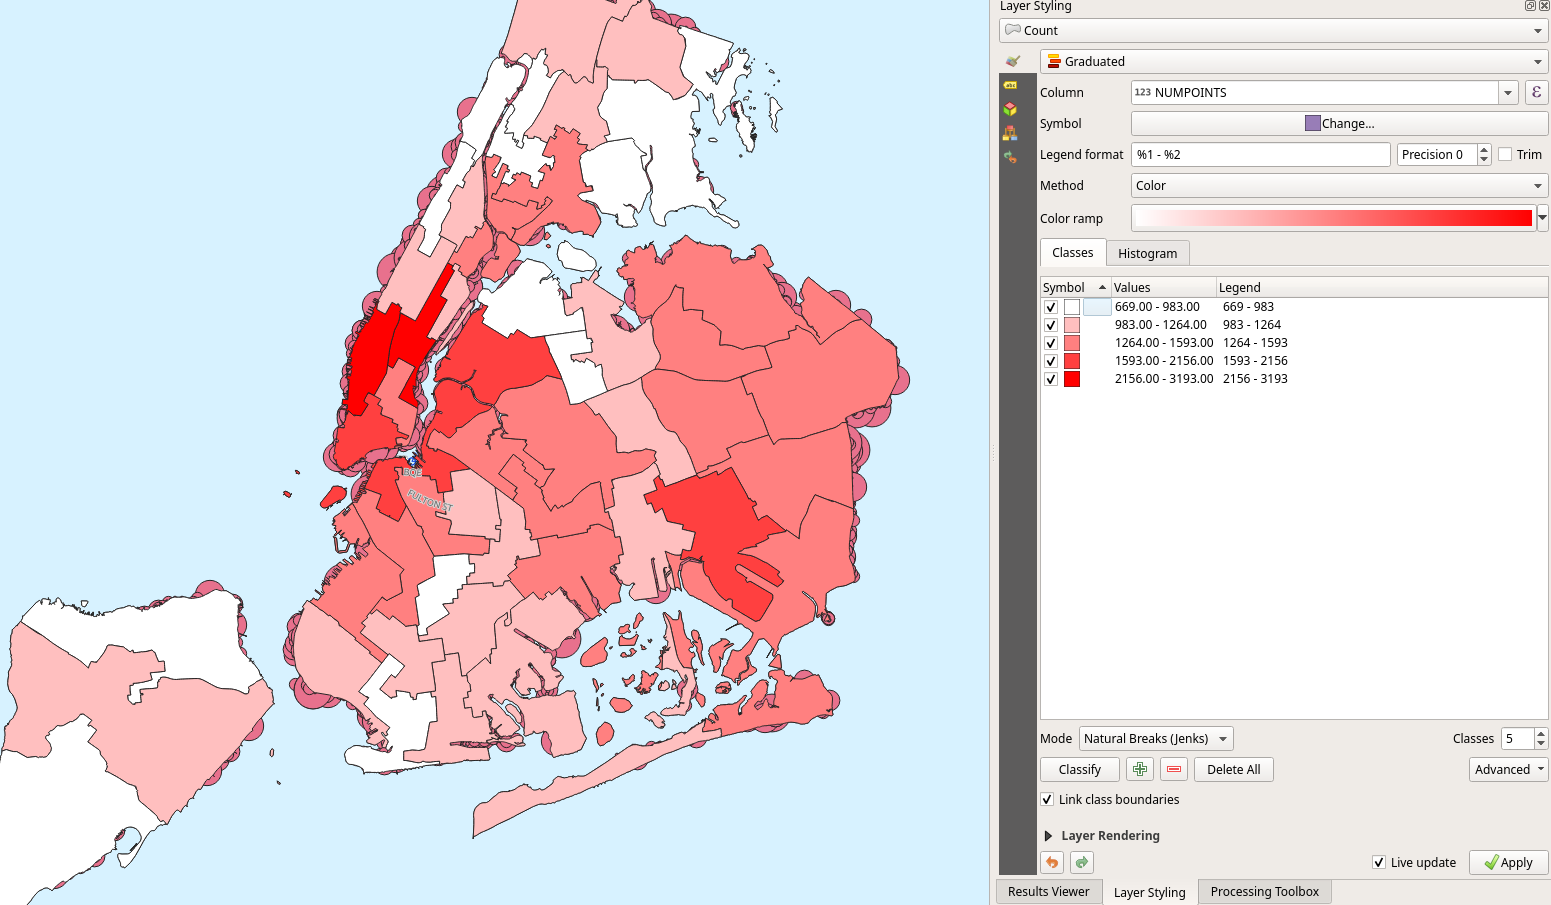 Layer Styling
Count
Graduated
Column
123 NUMPOINTS
ε
Symbol
Change...
Legend format
%1 - %2
Precision 0
Trim
Method
Color
Color ramp
Classes
Histogram
Symbol Values Legend
669.00 - 983.00 669 - 983
983.00 - 1264.00 983 - 1264
1264.00 - 1593.00 1264 - 1593
1593.00 - 2156.00 1593 - 2156
2156.00 - 3193.00 2156 - 3193
BQE
FULTON ST
Mode
Natural Breaks (Jenks)
Classes
5
Classify
Delete All
Advanced
Link class boundaries
Layer Rendering
Live update
Apply
Results Viewer
Layer Styling
Processing Toolbox